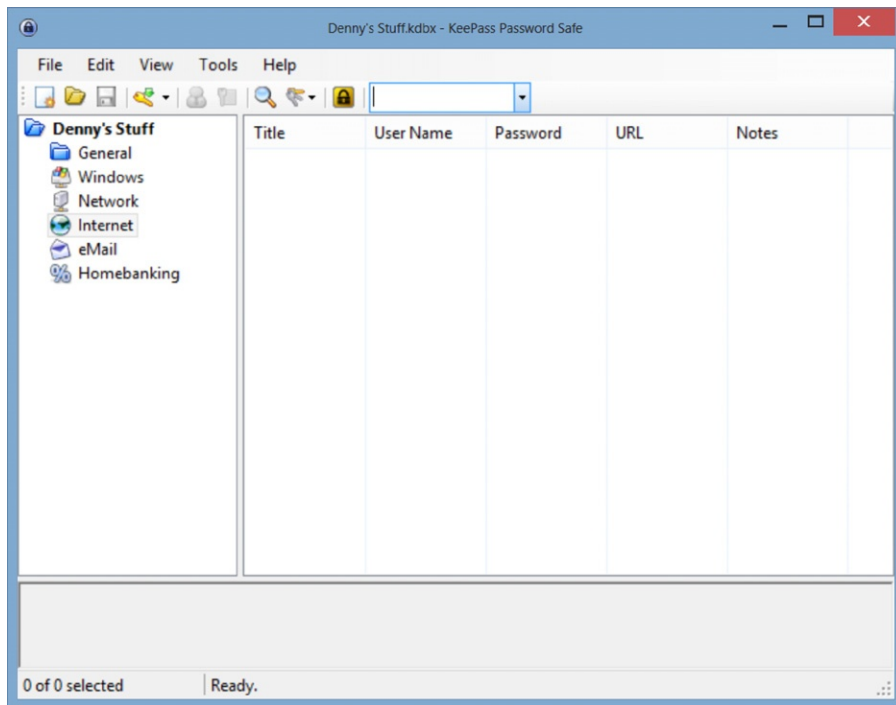 Denny's Stuff.kdbx - KeePass Password Safe
File Edit View Tools Help
Denny's Stuff
General
Windows
Network
Internet
eMail
Homebanking
Title User Name Password URL Notes
0 of 0 selected Ready.